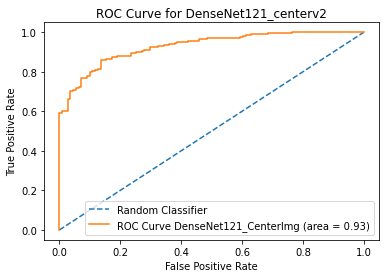 ROC Curve for DenseNet121_centerv2
True Positive Rate
1.0
0.8
0.6
0.4
0.2
0.0
Random Classifier
ROC Curve DenseNet121_CenterImg (area = 0.93)
0.0 0.2 0.4 0.6 0.8 1.0
False Positive Rate